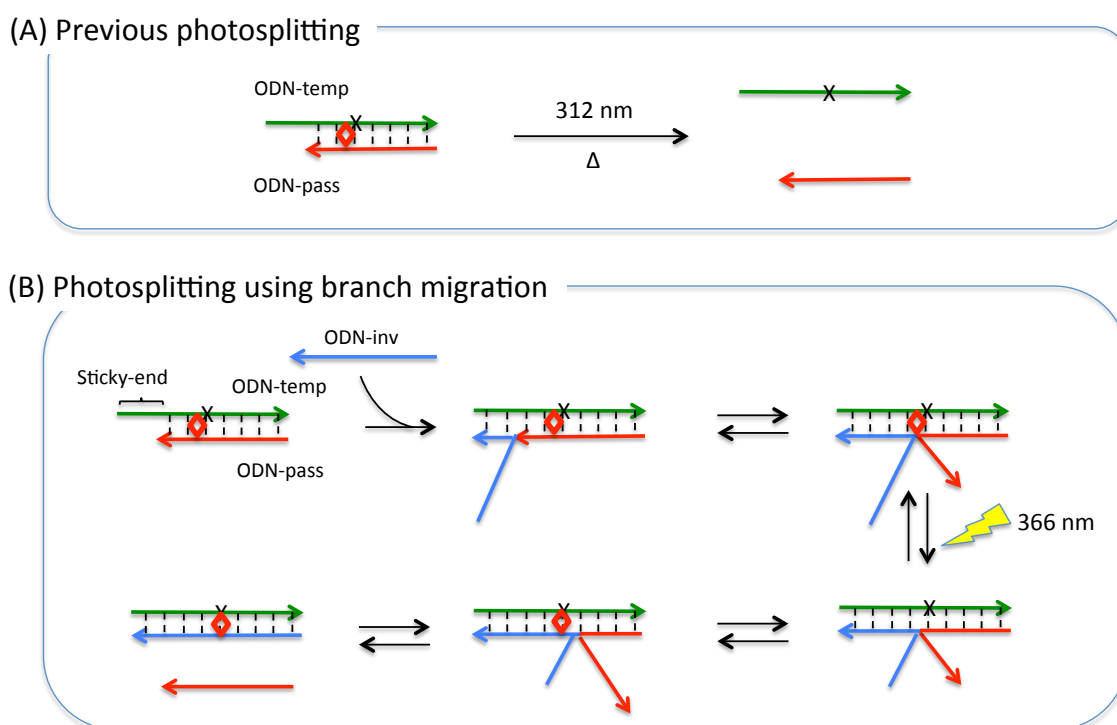 (A) Previous photosplitting
ODN-temp
X
312 nm
Δ
X
ODN-pass
(B) Photosplitting using branch migration
ODN-inv
Sticky-end
ODN-temp
X
X
X
ODN-pass
366 nm
X
X
X